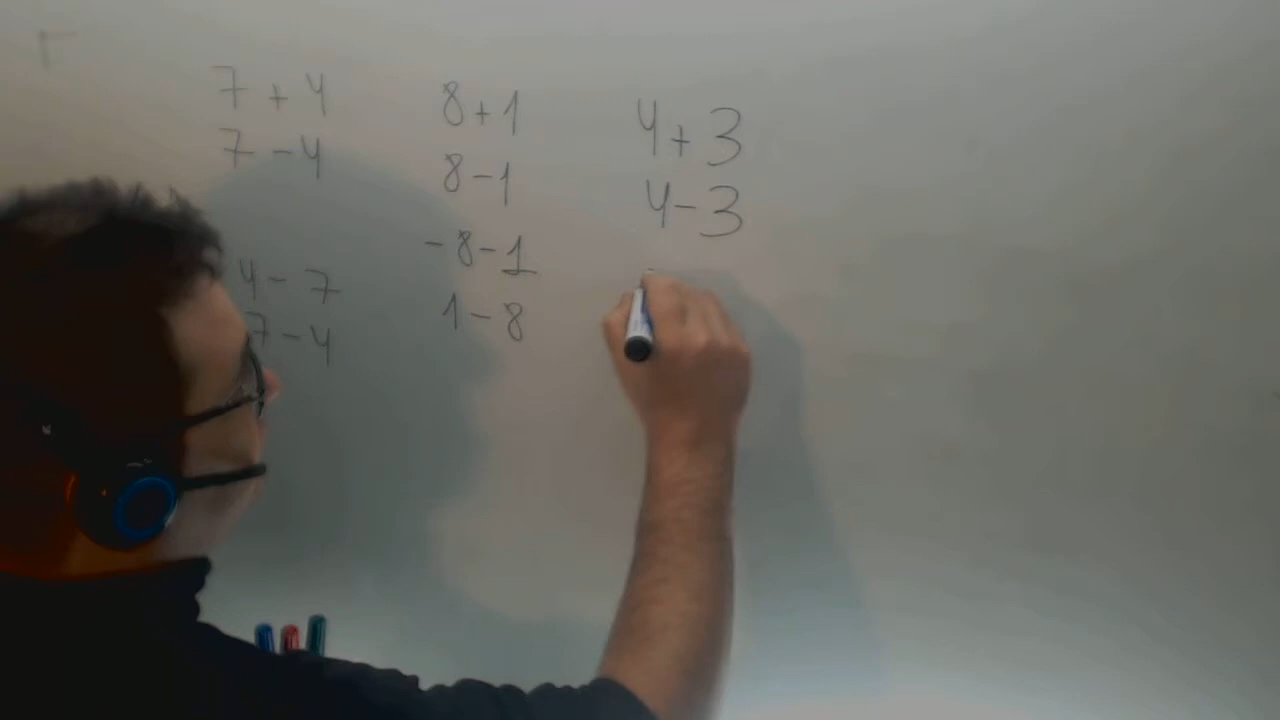 7 + 4
7 - 4
4 - 7
7 - 4
8 + 1
8 - 1
- 8 - 1
1 - 8
4 + 3
4 - 3